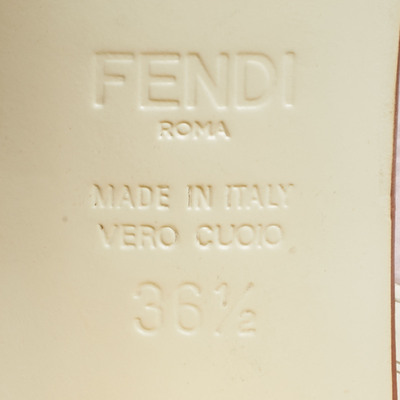 FENDI
ROMA
MADE IN ITALY
VERO CUOIO
36½